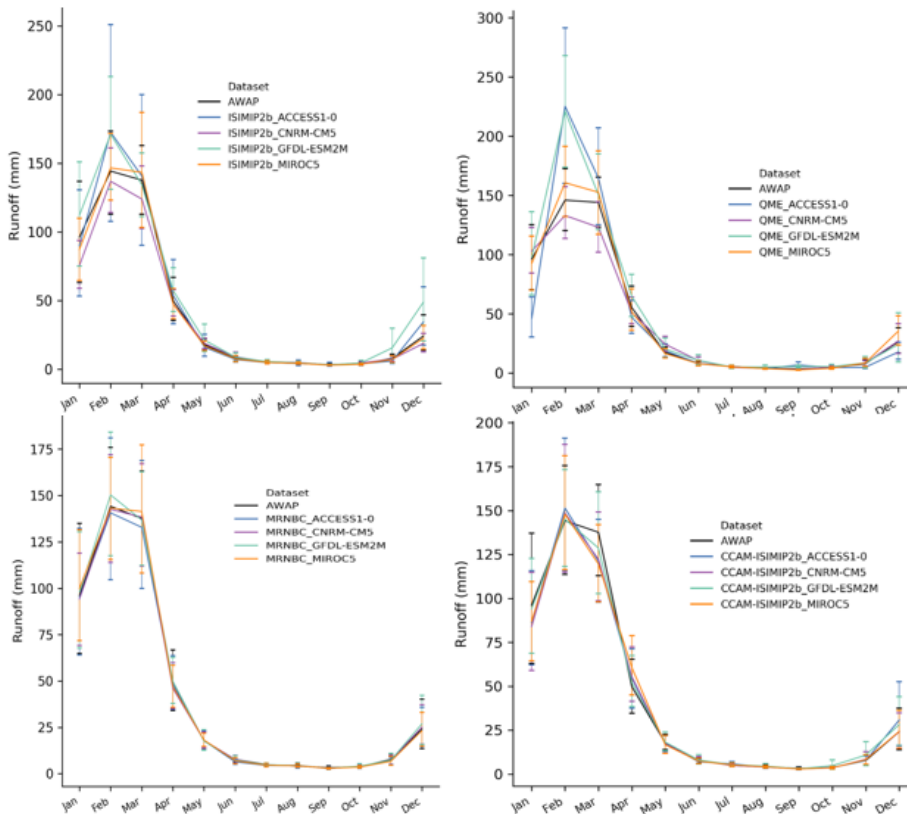 250
200
150
100
50
0
Runoff (mm)
Dataset
AWAP
ISIMIP2b_ACCESS1-0
ISIMIP2b_CNRM-CM5
ISIMIP2b_GFDL-ESM2M
ISIMIP2b_MIROC5
Jan Feb Mar Apr May Jun Jul Aug Sep Oct Nov Dec
300
250
200
150
100
50
0
Runoff (mm)
Dataset
AWAP
QME_ACCESS1-0
QME_CNRM-CM5
QME_GFDL-ESM2M
QME_MIROC5
Jan Feb Mar Apr May Jun Jul Aug Sep Oct Nov Dec
175
150
125
100
75
50
25
0
Runoff (mm)
Dataset
AWAP
MRNBC_ACCESS1-0
MRNBC_CNRM-CM5
MRNBC_GFDL-ESM2M
MRNBC_MIROC5
Jan Feb Mar Apr May Jun Jul Aug Sep Oct Nov Dec
200
175
150
125
100
75
50
25
0
Runoff (mm)
Dataset
AWAP
CCAM-ISIMIP2b_ACCESS1-0
CCAM-ISIMIP2b_CNRM-CM5
CCAM-ISIMIP2b_GFDL-ESM2M
CCAM-ISIMIP2b_MIROC5
Jan Feb Mar Apr May Jun Jul Aug Sep Oct Nov Dec